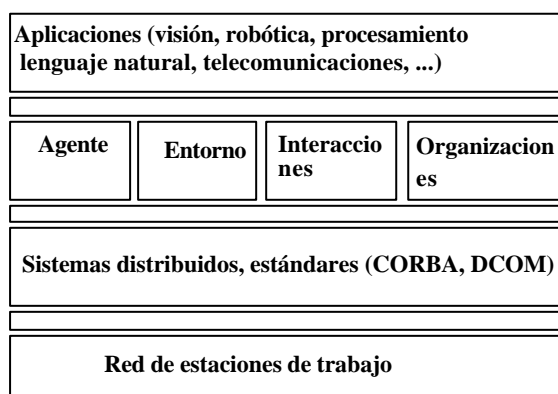 Aplicaciones (visión, robótica, procesamiento
lenguaje natural, telecomunicaciones, ...)
Agente
Entorno
Interaccio
nes
Organizacion
es
Sistemas distribuidos, estándares (CORBA, DCOM)
Red de estaciones de trabajo